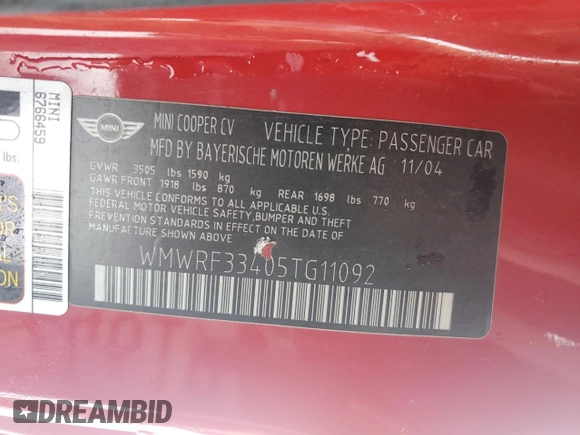 MINI
6766459
lbs.
'S
AL
MINI
MINI COOPER CV VEHICLE TYPE: PASSENGER CAR
MFD BY BAYERISCHE MOTOREN WERKE AG 11/04
GVWR 3505 lbs 1590 kg
GAWR FRONT 1918 lbs 870 kg REAR 1698 lbs 770 kg
THIS VEHICLE CONFORMS TO ALL APPLICABLE U.S.
FEDERAL MOTOR VEHICLE SAFETY,BUMPER AND THEFT
PREVENTION STANDARDS IN EFFECT ON THE DATE OF
MANUFACTURE SHOWN ABOVE
WMWRF33405TG11092
DREAMBID